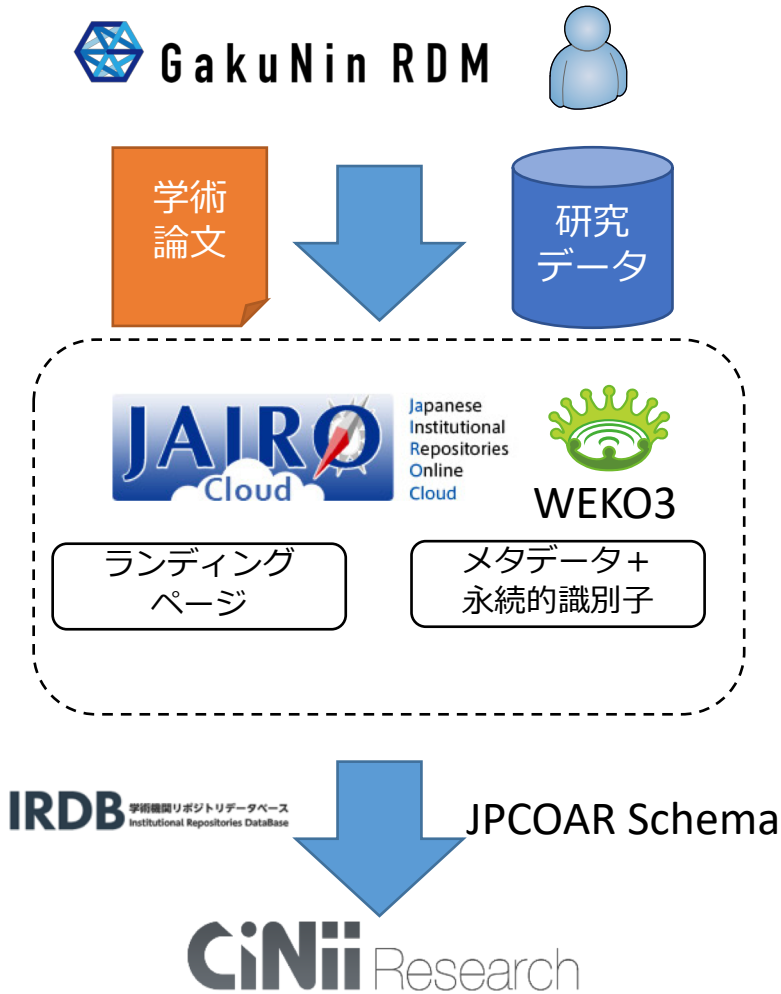 GakuNin RDM
学術
論文
研究
データ
JAIRO
Cloud
Japanese
Institutional
Repositories
Online
Cloud
WEKO3
ランディング
ページ
メタデータ＋
永続的識別子
IRDB
学術機関リポジトリデータベース
Institutional Repositories DataBase
JPCOAR Schema
CiNii Research